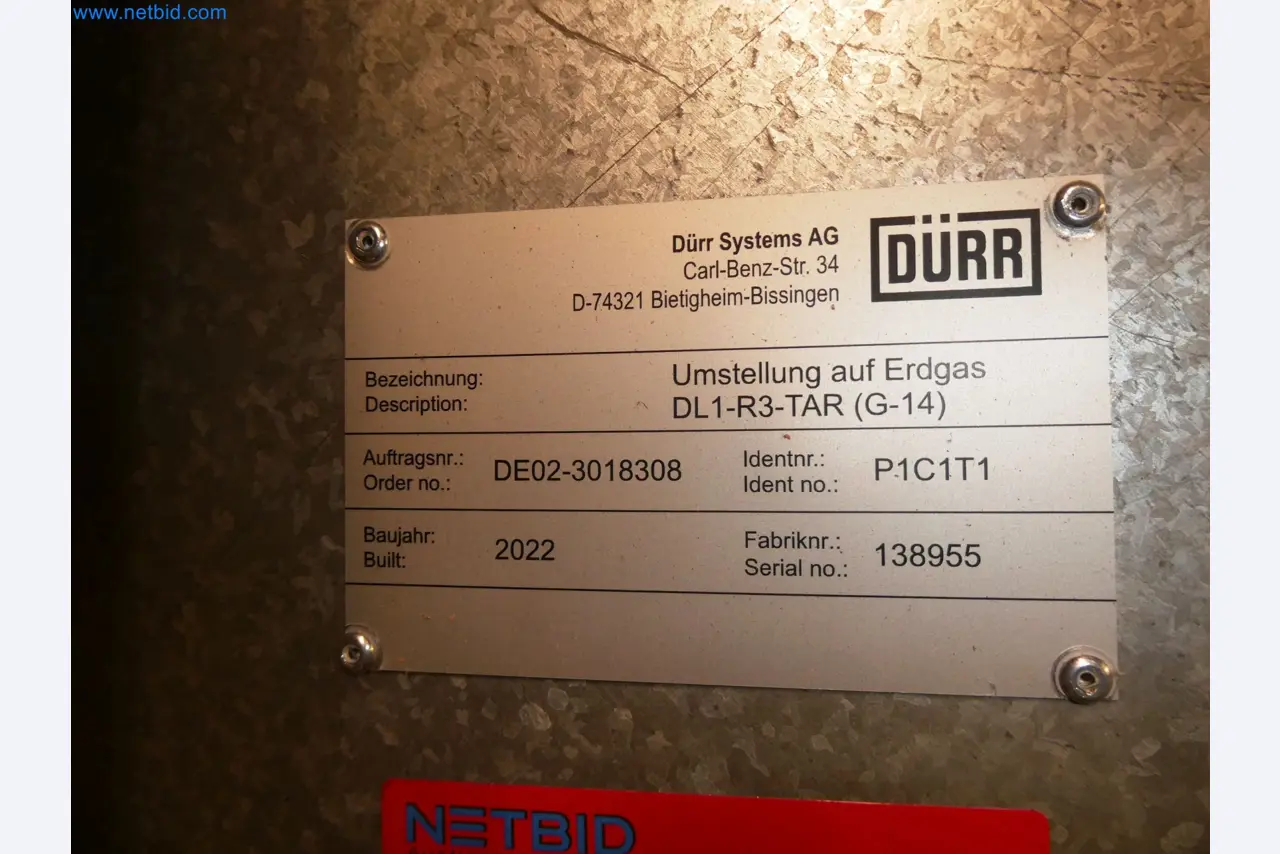 www.netbid.com
Dürr Systems AG
Carl-Benz-Str. 34
D-74321 Bietigheim-Bissingen
DÜRR
Bezeichnung:
Description:
Umstellung auf Erdgas
DL1-R3-TAR (G-14)
Auftragsnr.:
Order no.:
DE02-3018308
Identnr.:
Ident no.:
P1C1T1
Baujahr:
Built:
2022
Fabriknr.:
Serial no.:
138955
NETBID